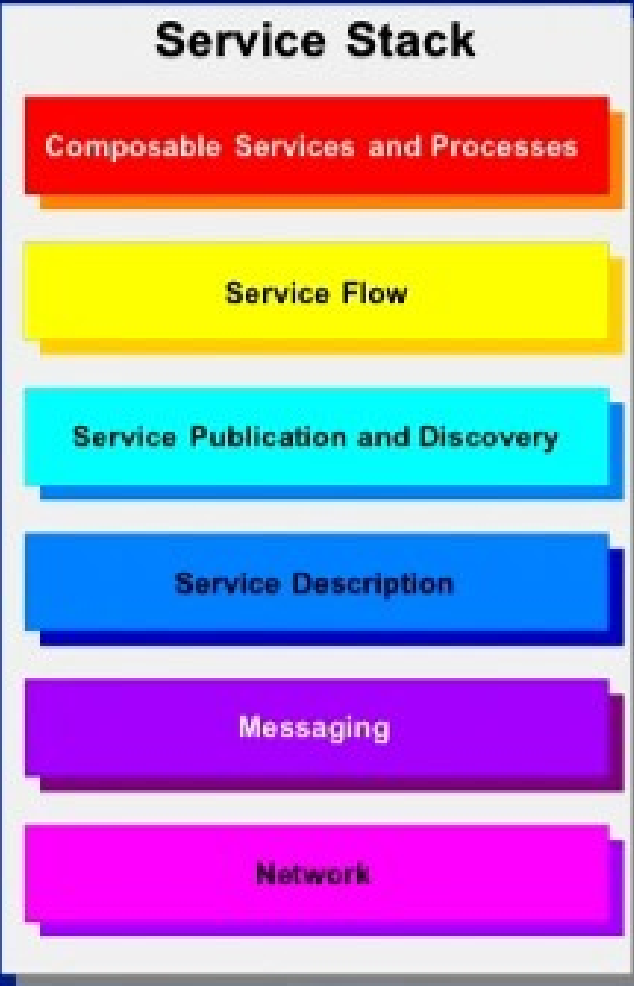 Service Stack
Composable Services and Processes
Service Flow
Service Publication and Discovery
Service Description
Messaging
Network